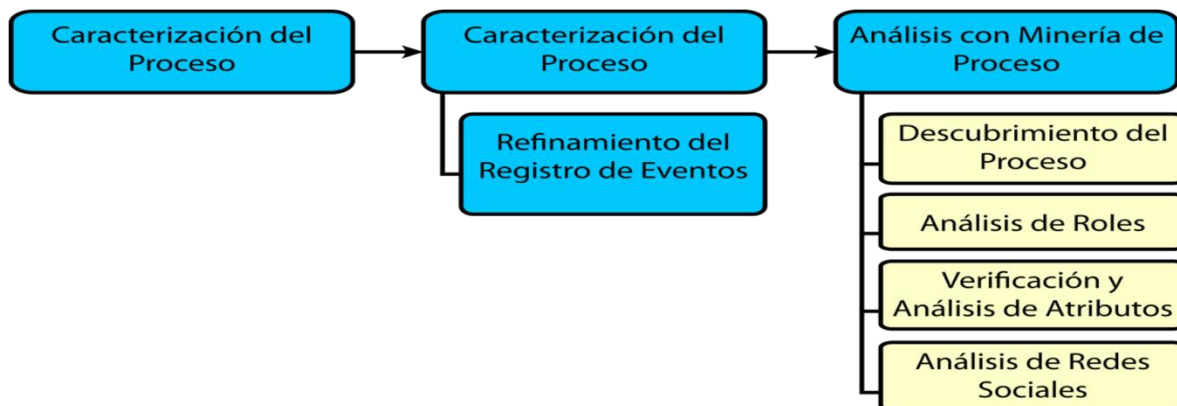 Caracterización del
Proceso
Caracterización del
Proceso
Refinamiento del
Registro de Eventos
Análisis con Minería de
Proceso
Descubrimiento del
Proceso
Análisis de Roles
Verificación y
Análisis de Atributos
Análisis de Redes
Sociales